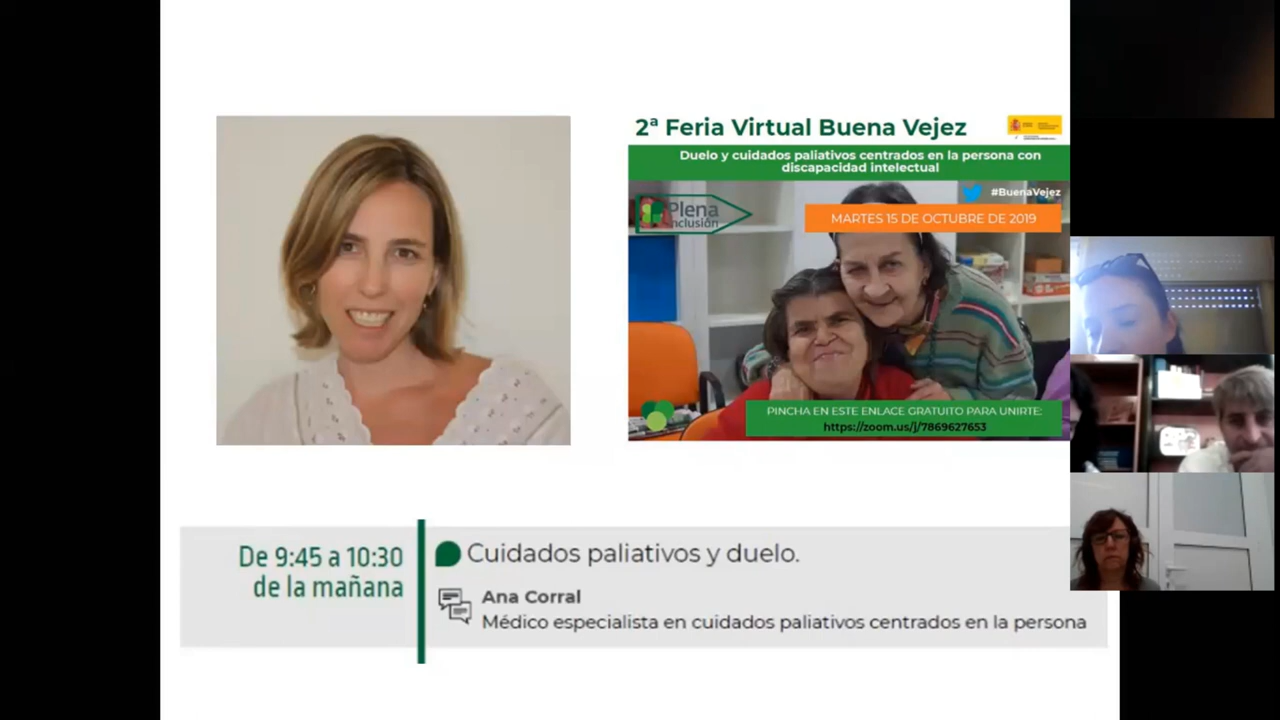 2ª Feria Virtual Buena Vejez
Duelo y cuidados paliativos centrados en la persona con
discapacidad intelectual
#BuenaVejez
Plena
inclusión
MARTES 15 DE OCTUBRE DE 2019
PINCHA EN ESTE ENLACE GRATUITO PARA UNIRTE:
https://zoom.us/j/7869627653
De 9:45 a 10:30
de la mañana
Cuidados paliativos y duelo.
Ana Corral
Médico especialista en cuidados paliativos centrados en la persona